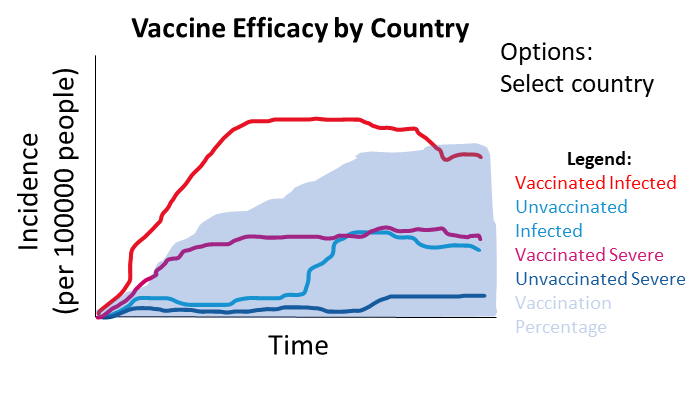 Vaccine Efficacy by Country
Options:
Select country
Incidence
(per 100000 people)
Legend:
Vaccinated Infected
Unvaccinated
Infected
Vaccinated Severe
Unvaccinated Severe
Vaccination
Percentage
Time